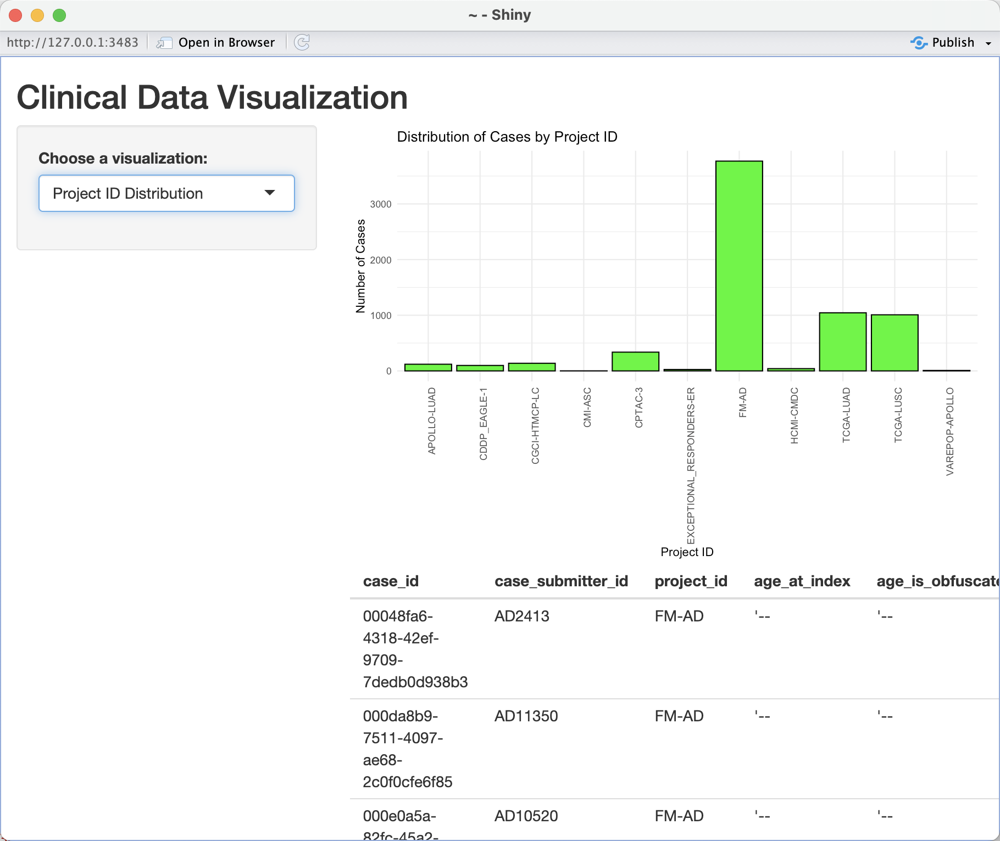 ~ - Shiny
http://127.0.0.1:3483 Open in Browser Publish
Clinical Data Visualization
Choose a visualization:
Project ID Distribution
Distribution of Cases by Project ID
Number of Cases
3000
2000
1000
0
APOLLO-LUAD
CDDP_EAGLE-1
CGCI-HTMCP-LC
CMI-ASC
CPTAC-3
EXCEPTIONAL_RESPONDERS-ER
FM-AD
HCMI-CMDC
TCGA-LUAD
TCGA-LUSC
VAREPOP-APOLLO
Project ID
case_id case_submitter_id project_id age_at_index age_is_obfuscate
00048fa6- AD2413 FM-AD '-- '--
4318-42ef-
9709-
7dedb0d938b3
000da8b9- AD11350 FM-AD '-- '--
7511-4097-
ae68-
2c0f0cfe6f85
000e0a5a- AD10520 FM-AD '-- '--
82fc-45a2-